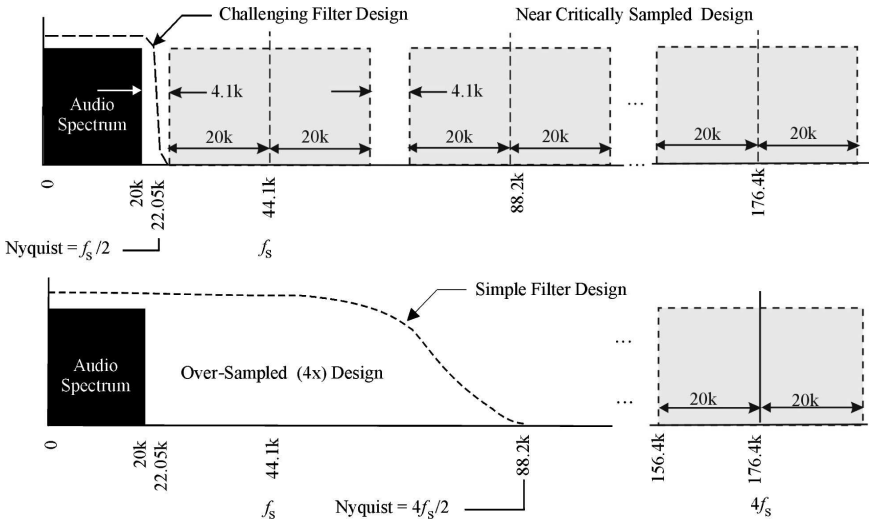 Challenging Filter Design
Near Critically Sampled Design
Audio
Spectrum
4.1k
4.1k
20k
20k
20k
20k
20k
20k
...
...
0
20k
22.05k
44.1k
88.2k
176.4k
Nyquist = fs/2
fs
Simple Filter Design
Audio
Spectrum
Over-Sampled (4x) Design
...
...
20k
20k
0
20k
22.05k
44.1k
88.2k
156.4k
176.4k
fs
Nyquist = 4fs/2
4fs